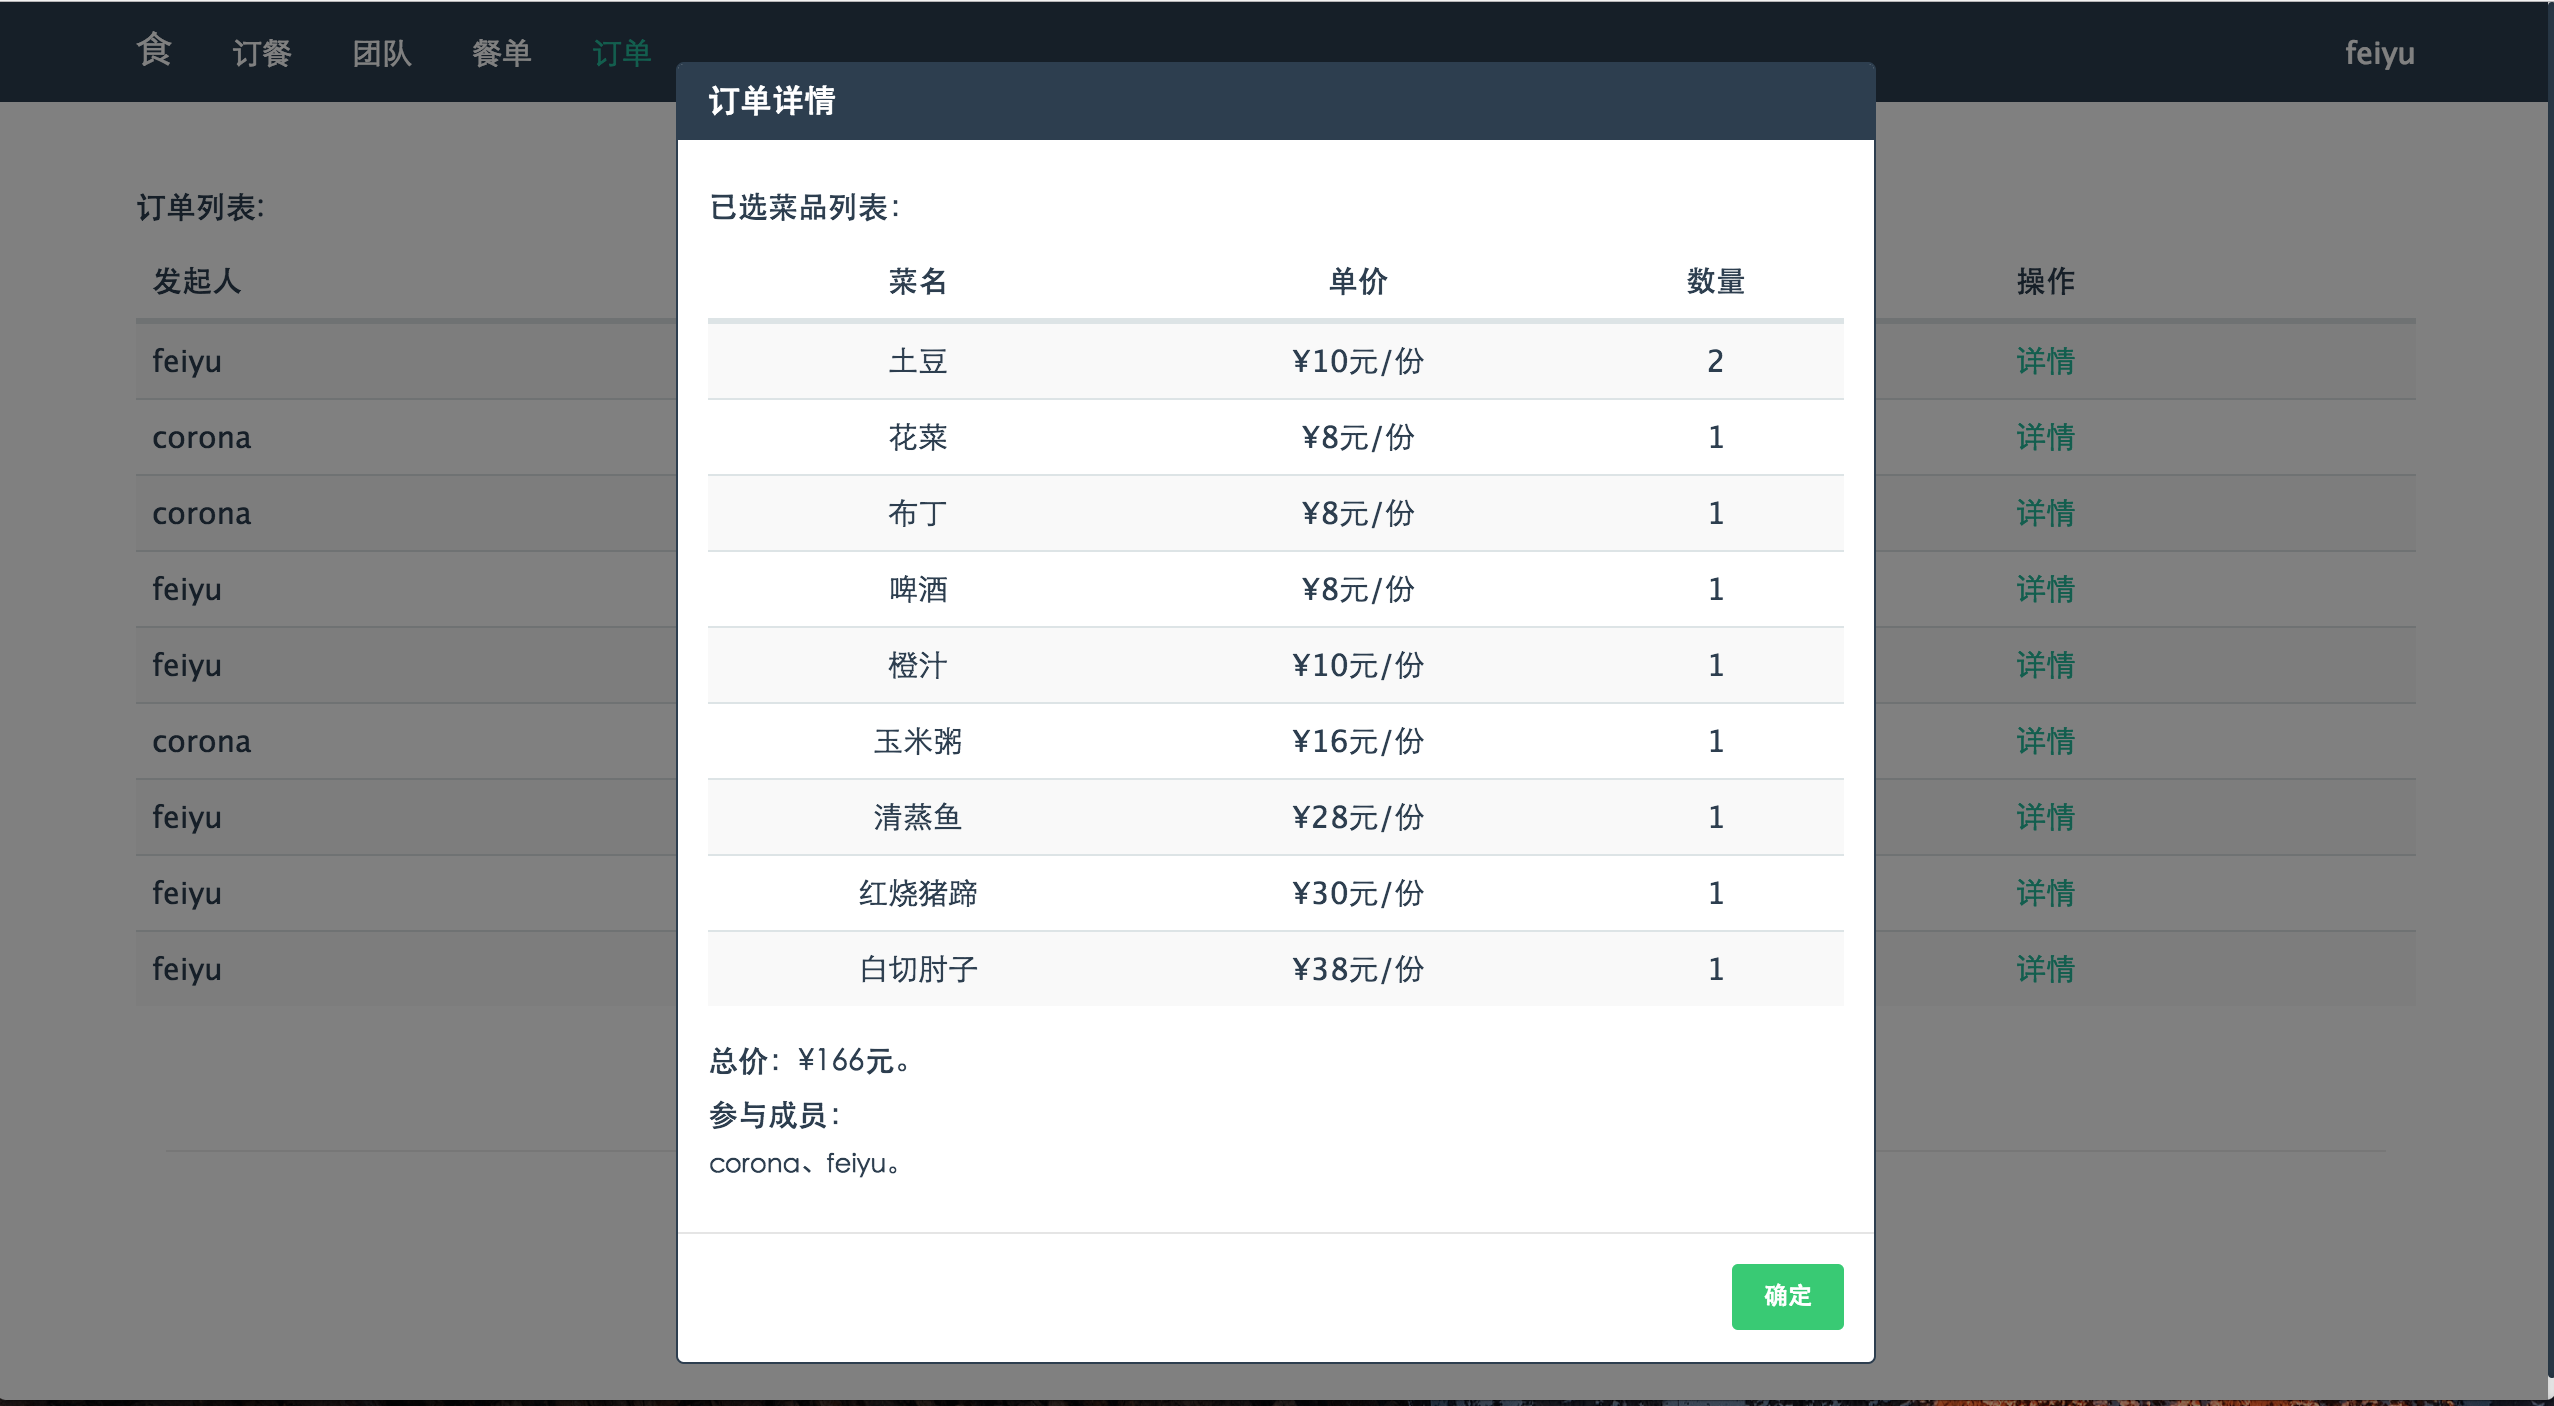 食 订餐 团队 餐单 订单 feiyu
订单详情
订单列表:
发起人 操作
feiyu 详情
corona 详情
corona 详情
feiyu 详情
feiyu 详情
corona 详情
feiyu 详情
feiyu 详情
feiyu 详情
已选菜品列表：
菜名 单价 数量
土豆 ¥10元/份 2
花菜 ¥8元/份 1
布丁 ¥8元/份 1
啤酒 ¥8元/份 1
橙汁 ¥10元/份 1
玉米粥 ¥16元/份 1
清蒸鱼 ¥28元/份 1
红烧猪蹄 ¥30元/份 1
白切肘子 ¥38元/份 1
总价：¥166元。
参与成员：
corona、feiyu。
确定